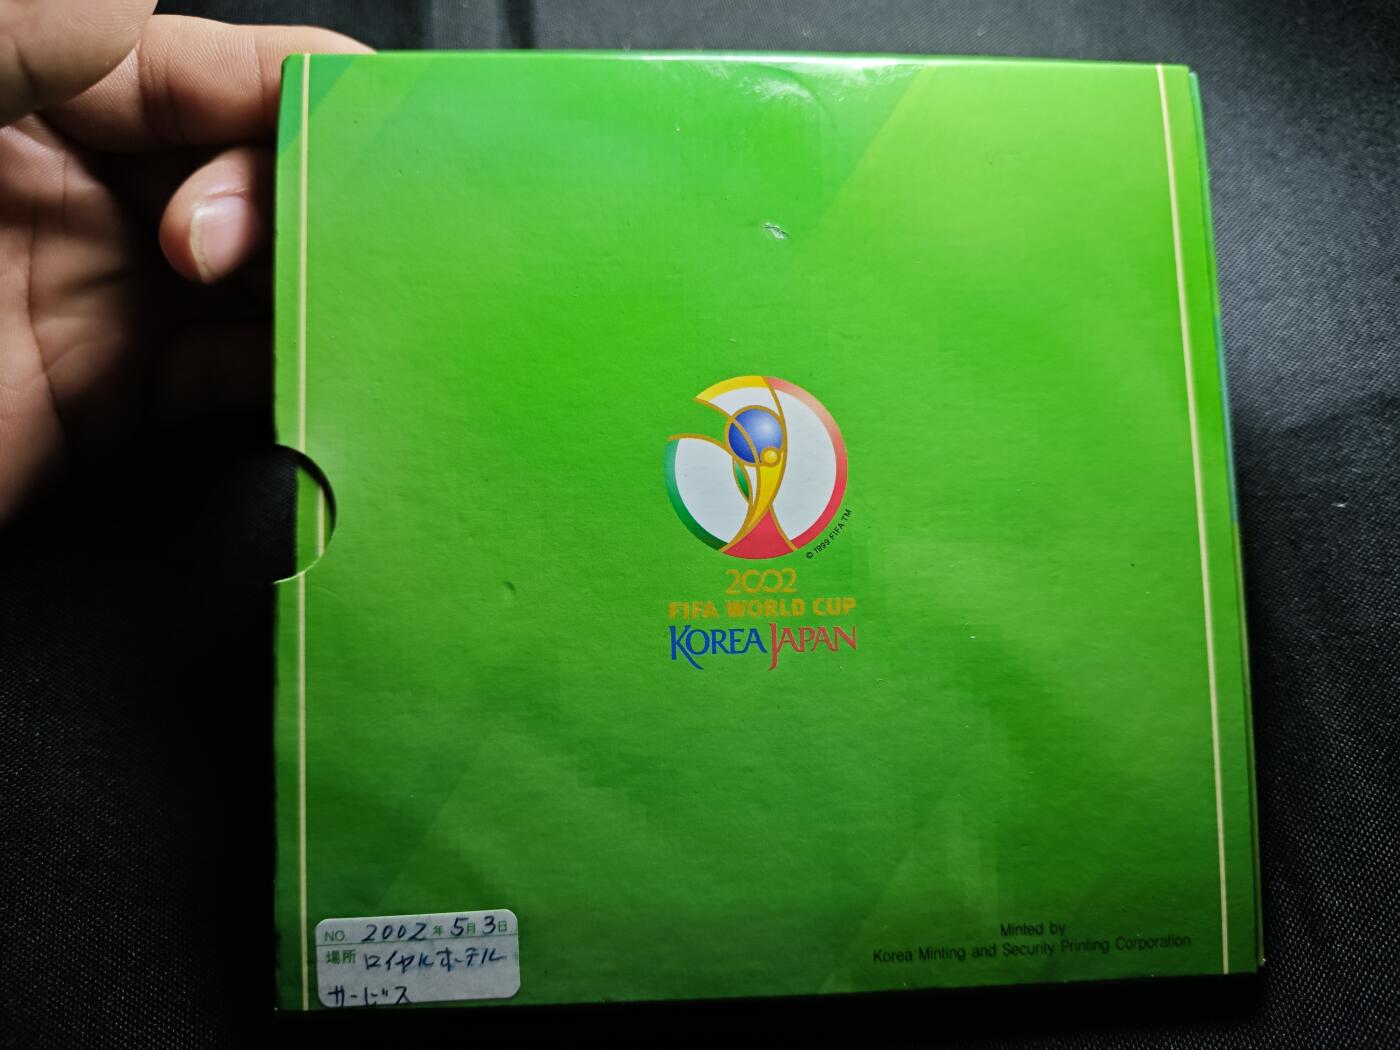 © 1999 FIFA TM
2002
FIFA WORLD CUP
KOREA JAPAN
NO. 2002年5月3日
場所 ロイヤルホテル
サービス
Minted by
Korea Minting and Security Printing Corporation